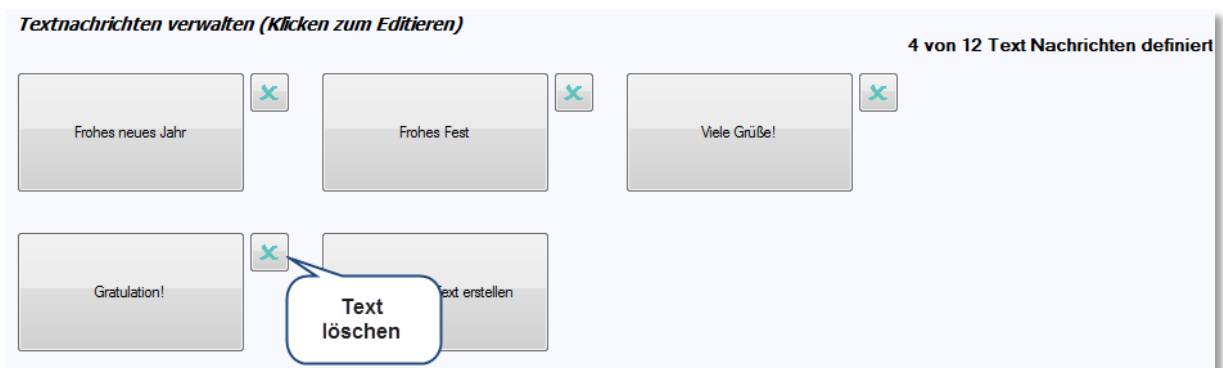 Textnachrichten verwalten (Klicken zum Editieren)
4 von 12 Text Nachrichten definiert
Frohes neues Jahr
Frohes Fest
Viele Grüße!
Gratulation!
Text erstellen
Text
löschen